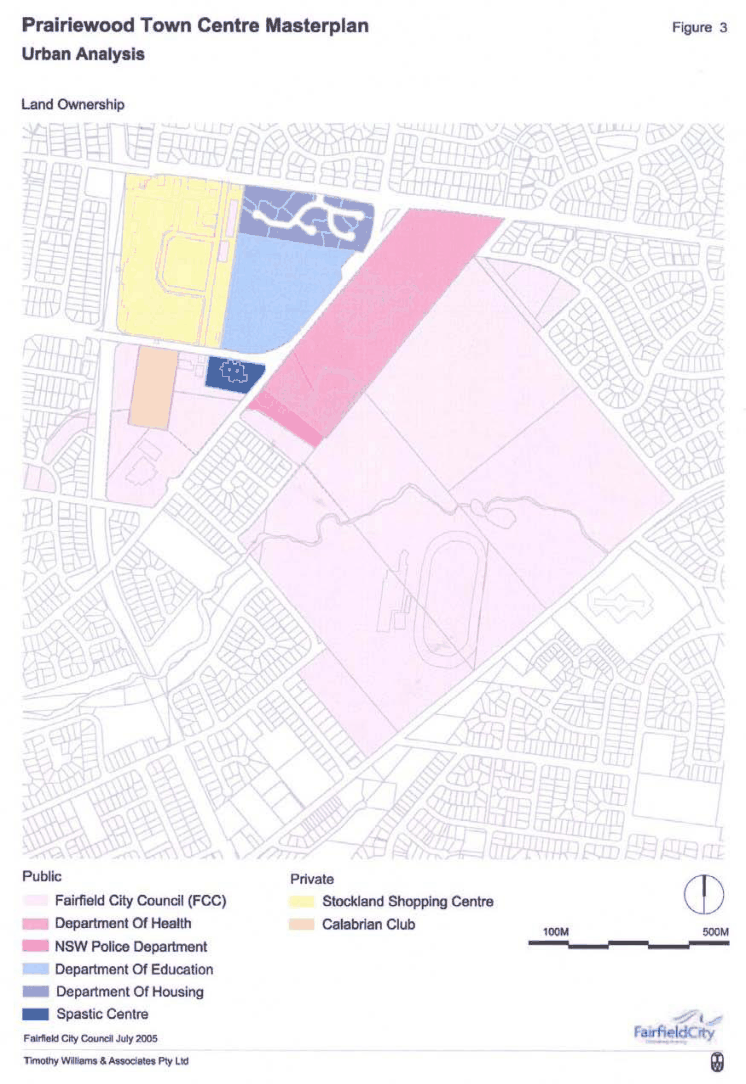 Prairiewood Town Centre Masterplan
Figure 3
Urban Analysis
Land Ownership
Public
Fairfield City Council (FCC)
Department Of Health
NSW Police Department
Department Of Education
Department Of Housing
Spastic Centre
Private
Stockland Shopping Centre
Calabrian Club
100M
500M
Fairfield City Council July 2005
FairfieldCity
Timothy Williams & Associates Pty Ltd